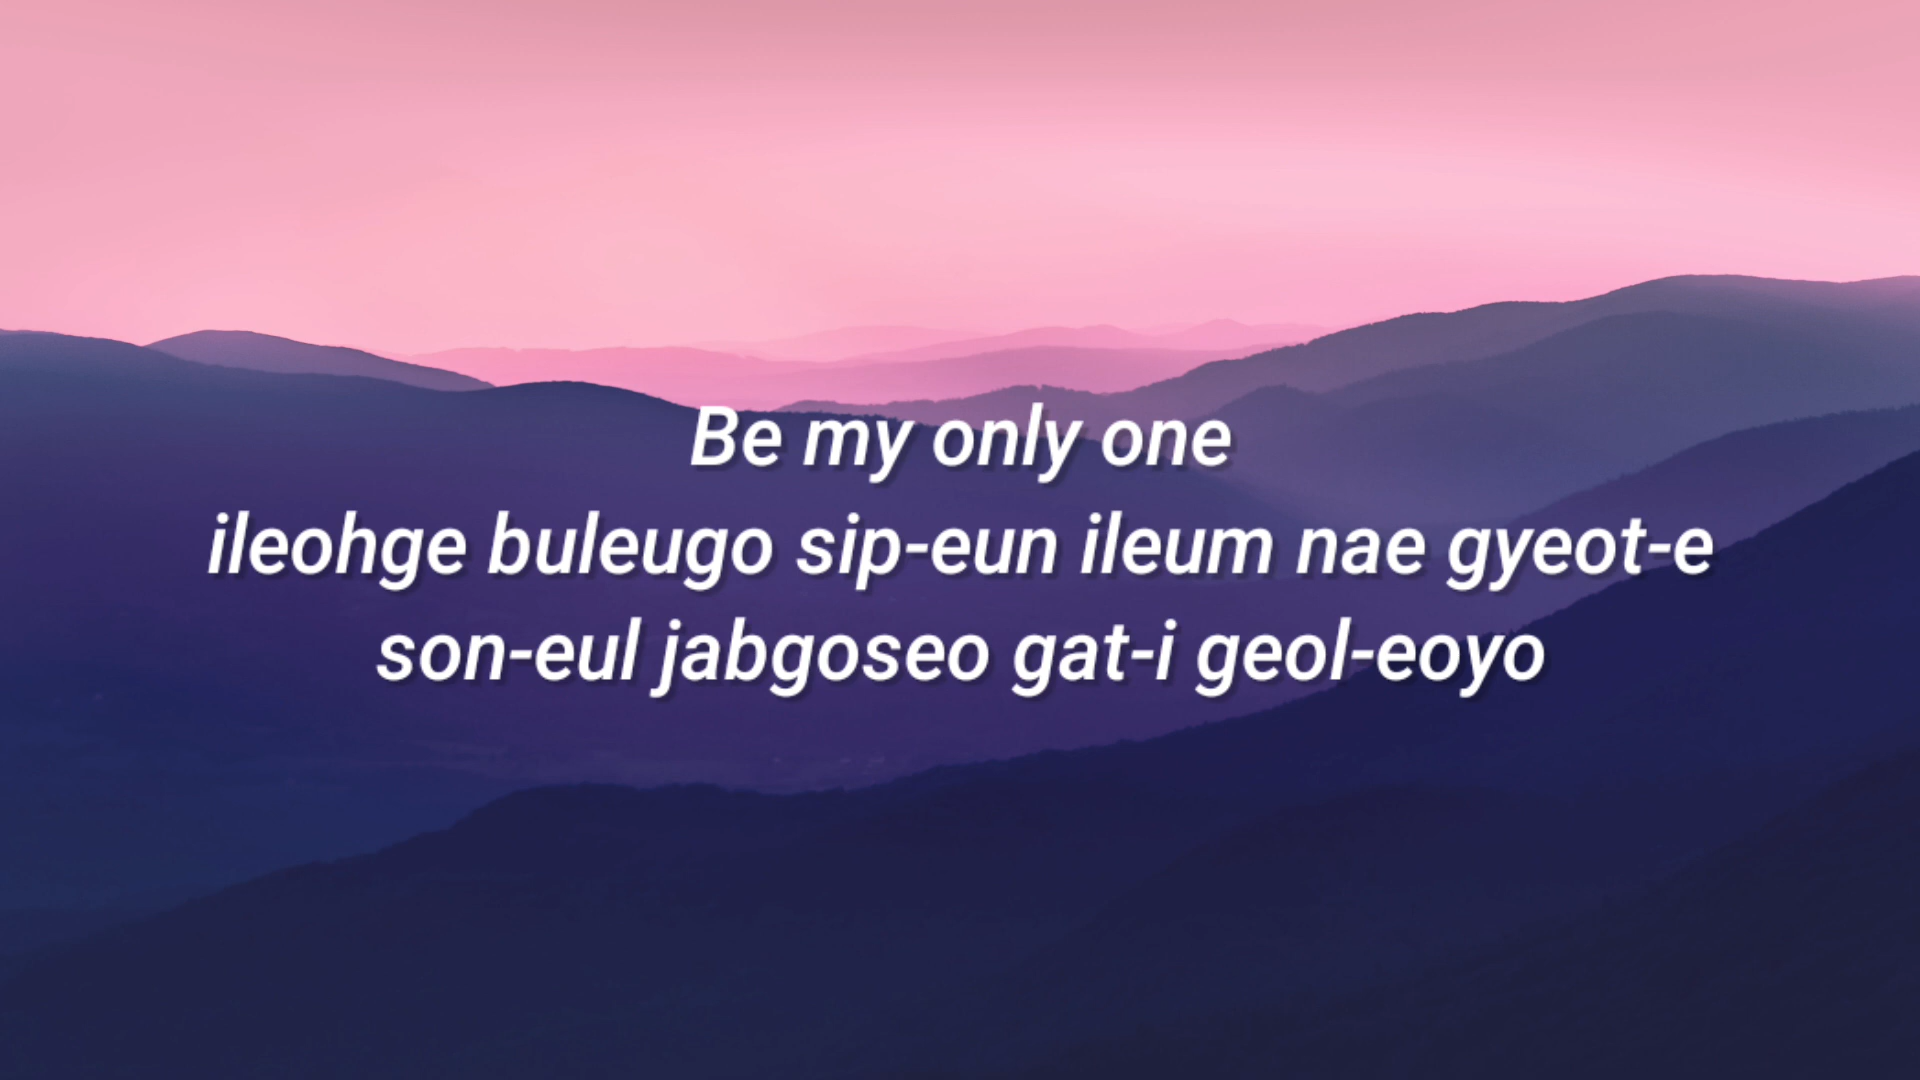 Be my only one
ileohge buleugo sip-eun ileum nae gyeot-e
son-eul jabgoseo gat-i geol-eoyo